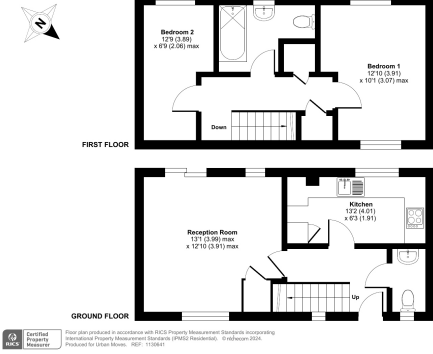 N
Bedroom 2
12'9 (3.89)
x 6'9 (2.06) max
Bedroom 1
12'10 (3.91)
x 10'1 (3.07) max
Down
FIRST FLOOR
Kitchen
13'2 (4.01)
x 6'3 (1.91)
Reception Room
13'1 (3.99) max
x 12'10 (3.91) max
Up
GROUND FLOOR
RICS
Certified
Property
Measurer
Floor plan produced in accordance with RICS Property Measurement Standards incorporating
International Property Measurement Standards (IPMS2 Residential). ©nichecom 2024.
Produced for Urban Moves. REF: 1130641